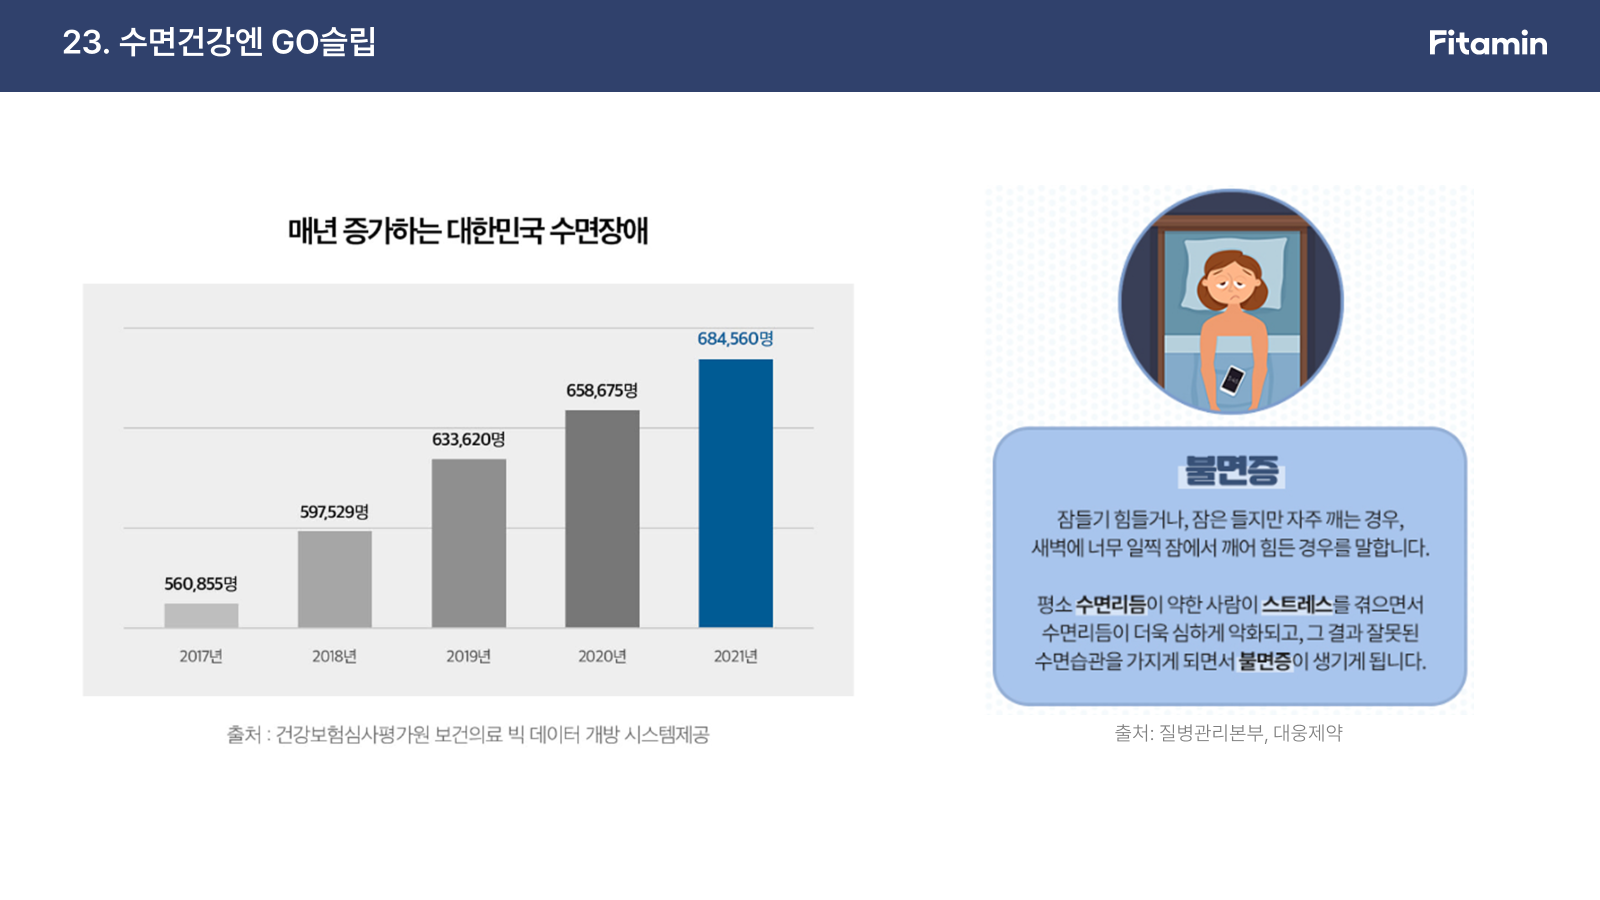 23. 수면건강엔 GO슬립
Fitamin
매년 증가하는 대한민국 수면장애
560,855명
597,529명
633,620명
658,675명
684,560명
2017년
2018년
2019년
2020년
2021년
출처 : 건강보험심사평가원 보건의료 빅 데이터 개방 시스템제공
불면증
잠들기 힘들거나, 잠은 들지만 자주 깨는 경우,
새벽에 너무 일찍 잠에서 깨어 힘든 경우를 말합니다.
평소 수면리듬이 약한 사람이 스트레스를 겪으면서
수면리듬이 더욱 심하게 악화되고, 그 결과 잘못된
수면습관을 가지게 되면서 불면증이 생기게 됩니다.
출처: 질병관리본부, 대웅제약